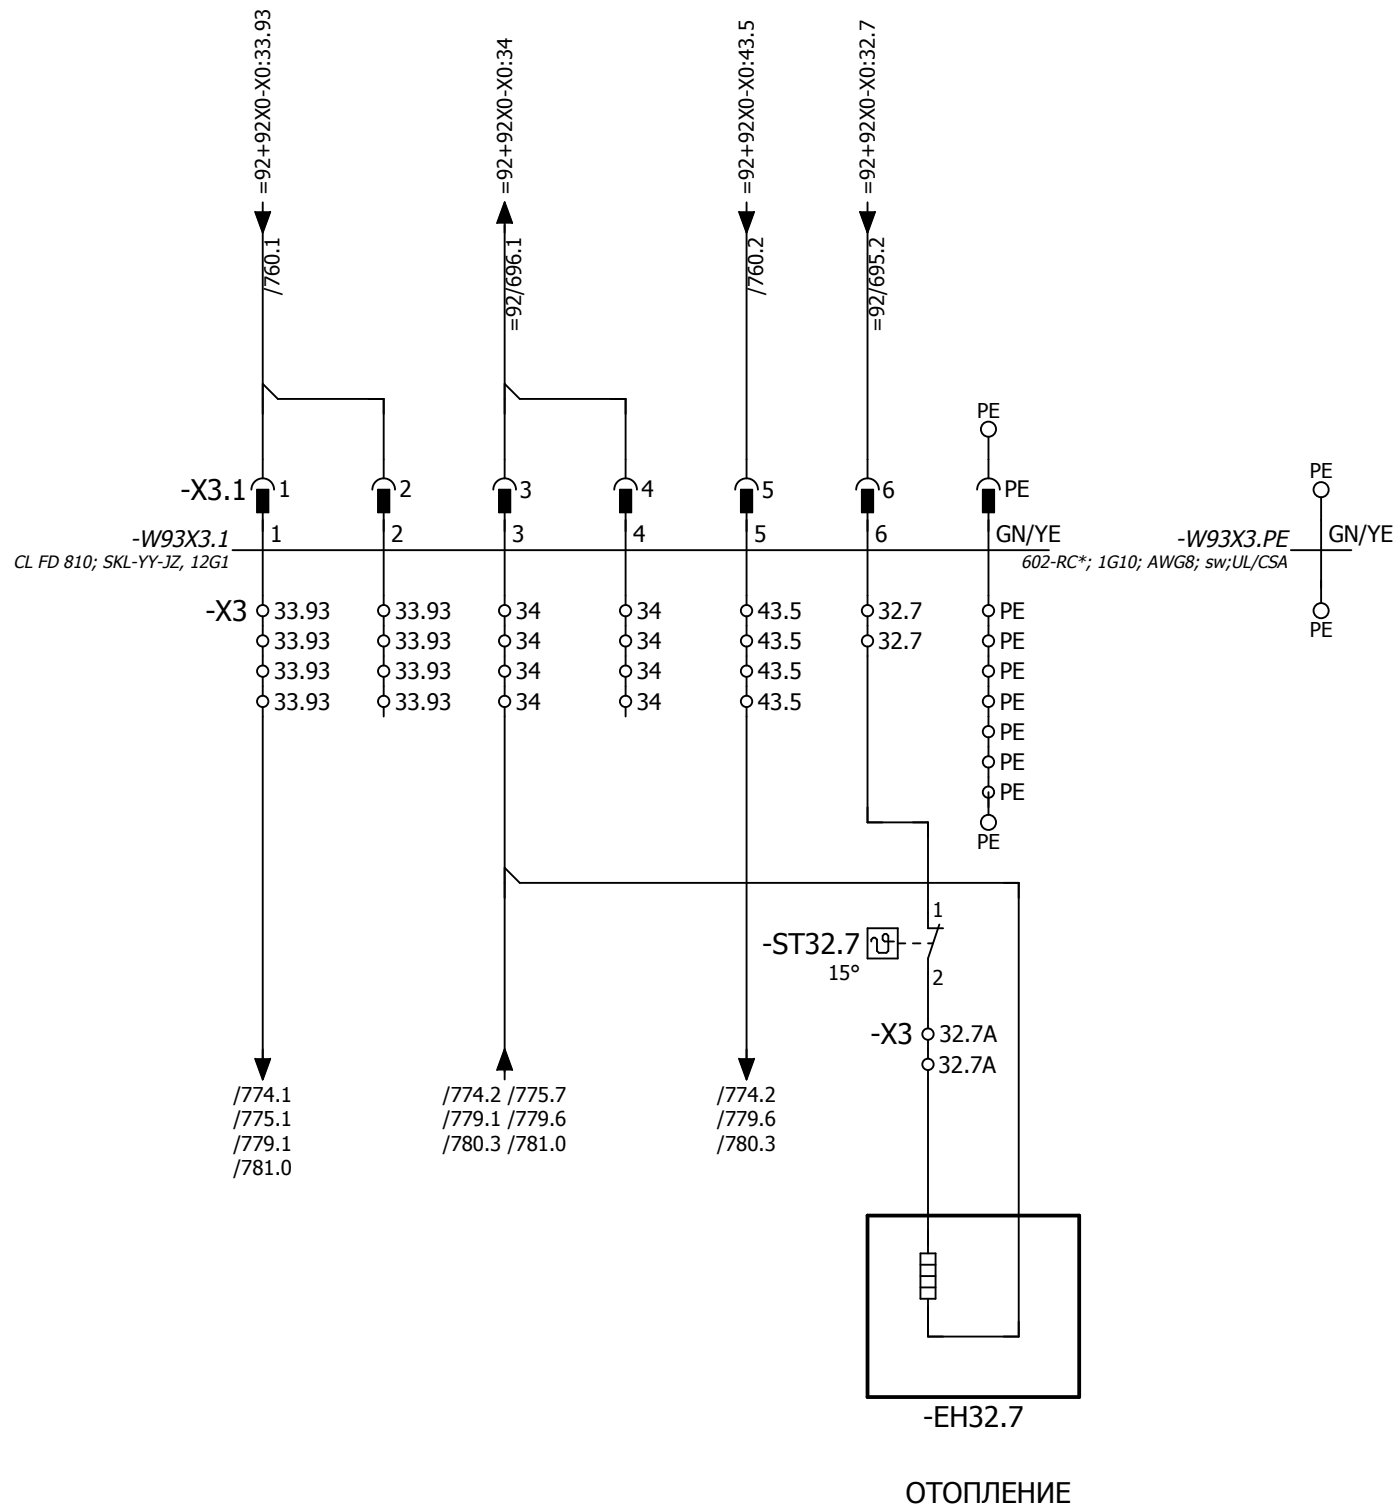 =92+92X0-X0:33.93
=92+92X0-X0:34
=92+92X0-X0:43.5
=92+92X0-X0:32.7
/760.1
=92/696.1
/760.2
=92/695.2
PE
PE
-X3.1 1 2 3 4 5 6 PE
-W93X3.1 1 2 3 4 5 6 GN/YE
-W93X3.PE GN/YE
CL FD 810; SKL-YY-JZ, 12G1
602-RC*; 1G10; AWG8; sw;UL/CSA
-X3 33.93 33.93 34 34 43.5 32.7 PE
PE
33.93 33.93 34 34 43.5 32.7 PE
33.93 33.93 34 34 43.5 PE
33.93 33.93 34 34 43.5 PE
PE
PE
PE
PE
1
-ST32.7
15°
2
-X3 32.7A
32.7A
/774.1
/775.1
/779.1
/781.0
/774.2 /775.7
/779.1 /779.6
/780.3 /781.0
/774.2
/779.6
/780.3
-EH32.7
ОТОПЛЕНИЕ